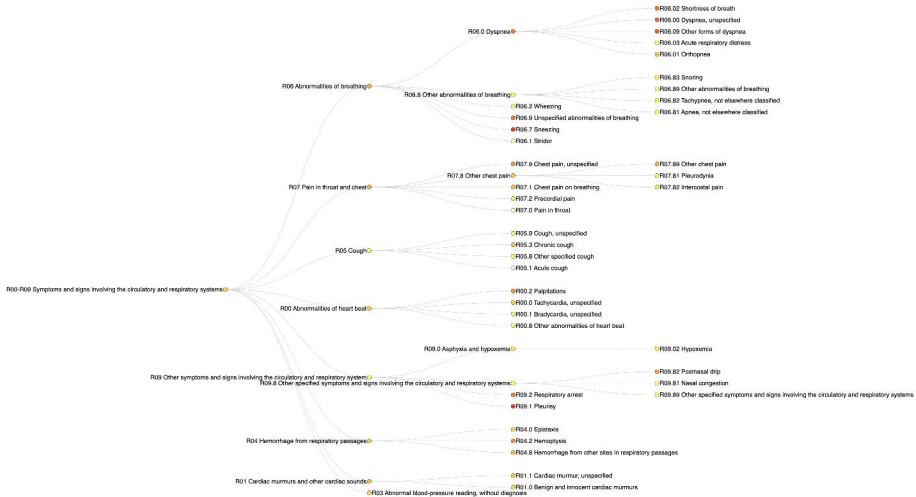 R00-R09 Symptoms and signs involving the circulatory and respiratory systems
R06 Abnormalities of breathing
R06.0 Dyspnea
R06.02 Shortness of breath
R06.00 Dyspnea, unspecified
R06.09 Other forms of dyspnea
R06.03 Acute respiratory distress
R06.01 Orthopnea
R06.8 Other abnormalities of breathing
R06.83 Snoring
R06.89 Other abnormalities of breathing
R06.82 Tachypnea, not elsewhere classified
R06.81 Apnea, not elsewhere classified
R06.2 Wheezing
R06.9 Unspecified abnormalities of breathing
R06.7 Sneezing
R06.1 Stridor
R07 Pain in throat and chest
R07.9 Chest pain, unspecified
R07.8 Other chest pain
R07.89 Other chest pain
R07.81 Pleurodynia
R07.82 Intercostal pain
R07.1 Chest pain on breathing
R07.2 Precordial pain
R07.0 Pain in throat
R05 Cough
R05.9 Cough, unspecified
R05.3 Chronic cough
R05.8 Other specified cough
R05.1 Acute cough
R00 Abnormalities of heart beat
R00.2 Palpitations
R00.0 Tachycardia, unspecified
R00.1 Bradycardia, unspecified
R00.8 Other abnormalities of heart beat
R09 Other symptoms and signs involving the circulatory and respiratory system
R09.0 Asphyxia and hypoxemia
R09.02 Hypoxemia
R09.8 Other specified symptoms and signs involving the circulatory and respiratory systems
R09.82 Postnasal drip
R09.81 Nasal congestion
R09.89 Other specified symptoms and signs involving the circulatory and respiratory systems
R09.2 Respiratory arrest
R09.1 Pleurisy
R04 Hemorrhage from respiratory passages
R04.0 Epistaxis
R04.2 Hemoptysis
R04.8 Hemorrhage from other sites in respiratory passages
R01 Cardiac murmurs and other cardiac sounds
R01.1 Cardiac murmur, unspecified
R01.0 Benign and innocent cardiac murmurs
R03 Abnormal blood-pressure reading, without diagnosis